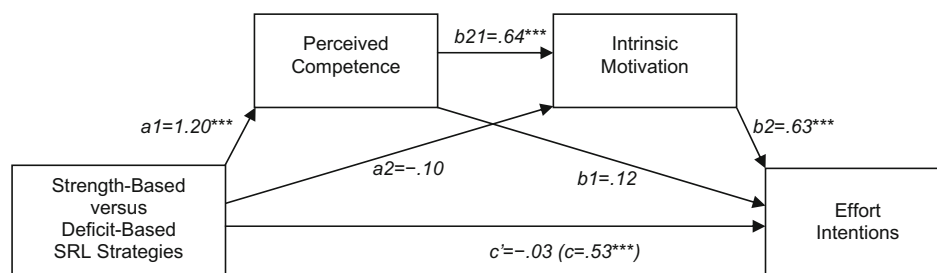 Perceived
Competence
b21=.64***
Intrinsic
Motivation
a1=1.20***
b2=.63***
a2=−.10
b1=.12
Strength-Based
versus
Deficit-Based
SRL Strategies
Effort
Intentions
c'=−.03 (c=.53***)